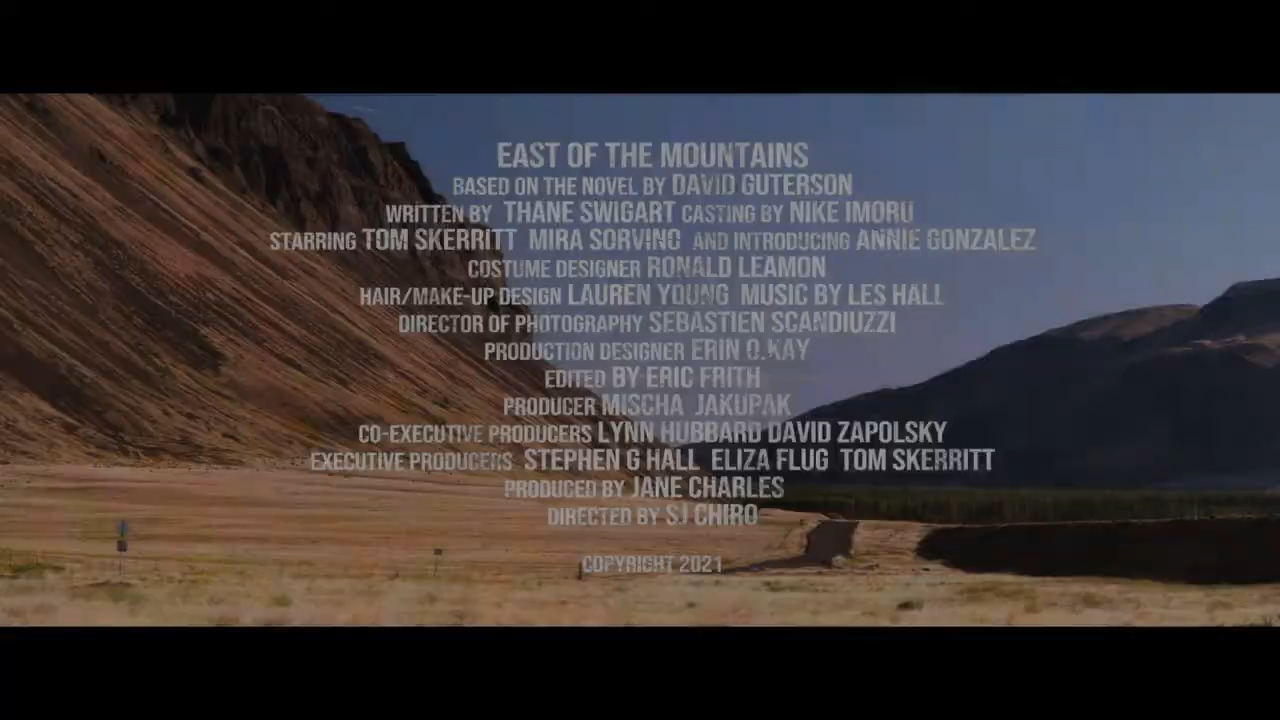 EAST OF THE MOUNTAINS
BASED ON THE NOVEL BY DAVID GUTERSON
WRITTEN BY THANE SWIGART CASTING BY NIKE IMORU
STARRING TOM SKERRITT MIRA SORVINO AND INTRODUCING ANNIE GONZALEZ
COSTUME DESIGNER RONALD LEAMON
HAIR/MAKE-UP DESIGN LAUREN YOUNG MUSIC BY LES HALL
DIRECTOR OF PHOTOGRAPHY SEBASTIEN SCANDIUZZI
PRODUCTION DESIGNER ERIN O.KAY
EDITED BY ERIC FRITH
PRODUCER MISCHA JAKUPAK
CO-EXECUTIVE PRODUCERS LYNN HUBBARD DAVID ZAPOLSKY
EXECUTIVE PRODUCERS STEPHEN G HALL ELIZA FLUG TOM SKERRITT
PRODUCED BY JANE CHARLES
DIRECTED BY SJ CHIRO
COPYRIGHT 2021